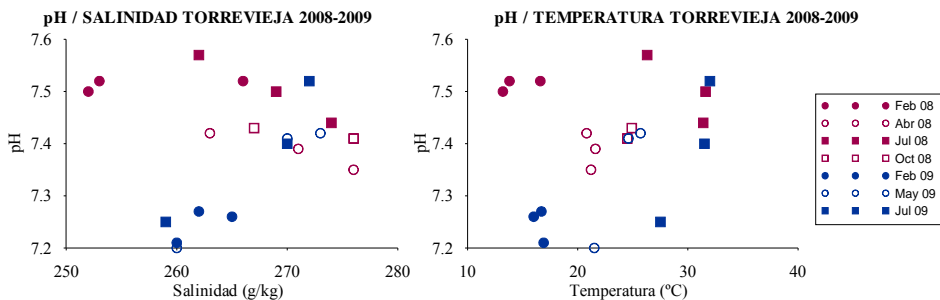 pH / SALINIDAD TORREVIEJA 2008-2009
7.6
7.5
7.4
7.3
7.2
pH
250
260
270
280
Salinidad (g/kg)
pH / TEMPERATURA TORREVIEJA 2008-2009
7.6
7.5
7.4
7.3
7.2
pH
10
20
30
40
Temperatura (ºC)
Feb 08
Abr 08
Jul 08
Oct 08
Feb 09
May 09
Jul 09